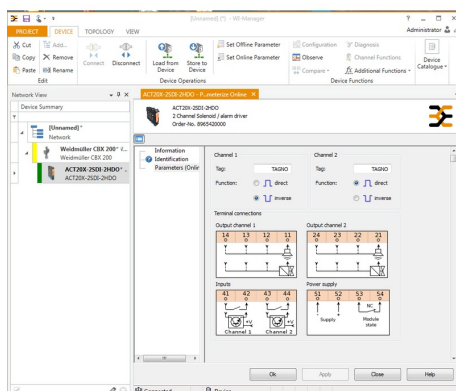 [Unnamed] (*) - WI-Manager
PROJECT DEVICE TOPOLOGY VIEW Administrator
Cut Add...
Copy Remove
Paste Rename
Edit
Connect Disconnect
Load from Device Store to Device
Set Offline Parameter
Set Online Parameter
Device Operations
Configuration Diagnosis
Observe Channel Functions
Compare Additional Functions
Device Functions
Device Catalogue
Network View
Device Summary
[Unnamed]*
Network
Weidmüller CBX 200* /...
Weidmüller CBX 200
ACT20X-2SDI-2HDO* ..
ACT20X-2SDI-2HDO
ACT20X-2SDI-2HDO - P...meterize Online
ACT20X-2SDI-2HDO
2 Channel Solenoid / alarm driver
Order-No. 8965420000
Information
Identification
Parameters (Onlir
Channel 1 Channel 2
Tag: TAGNO Tag: TAGNO
Function: direct Function: direct
inverse inverse
Terminal connections
Output channel 1 Output channel 2
14 13 12 11 24 23 22 21
Inputs Power supply
41 42 43 44 51 52 53 54
NC
+V +V
Supply Module state
Channel 1 Channel 2
Ok Apply Close Help
Connected Device